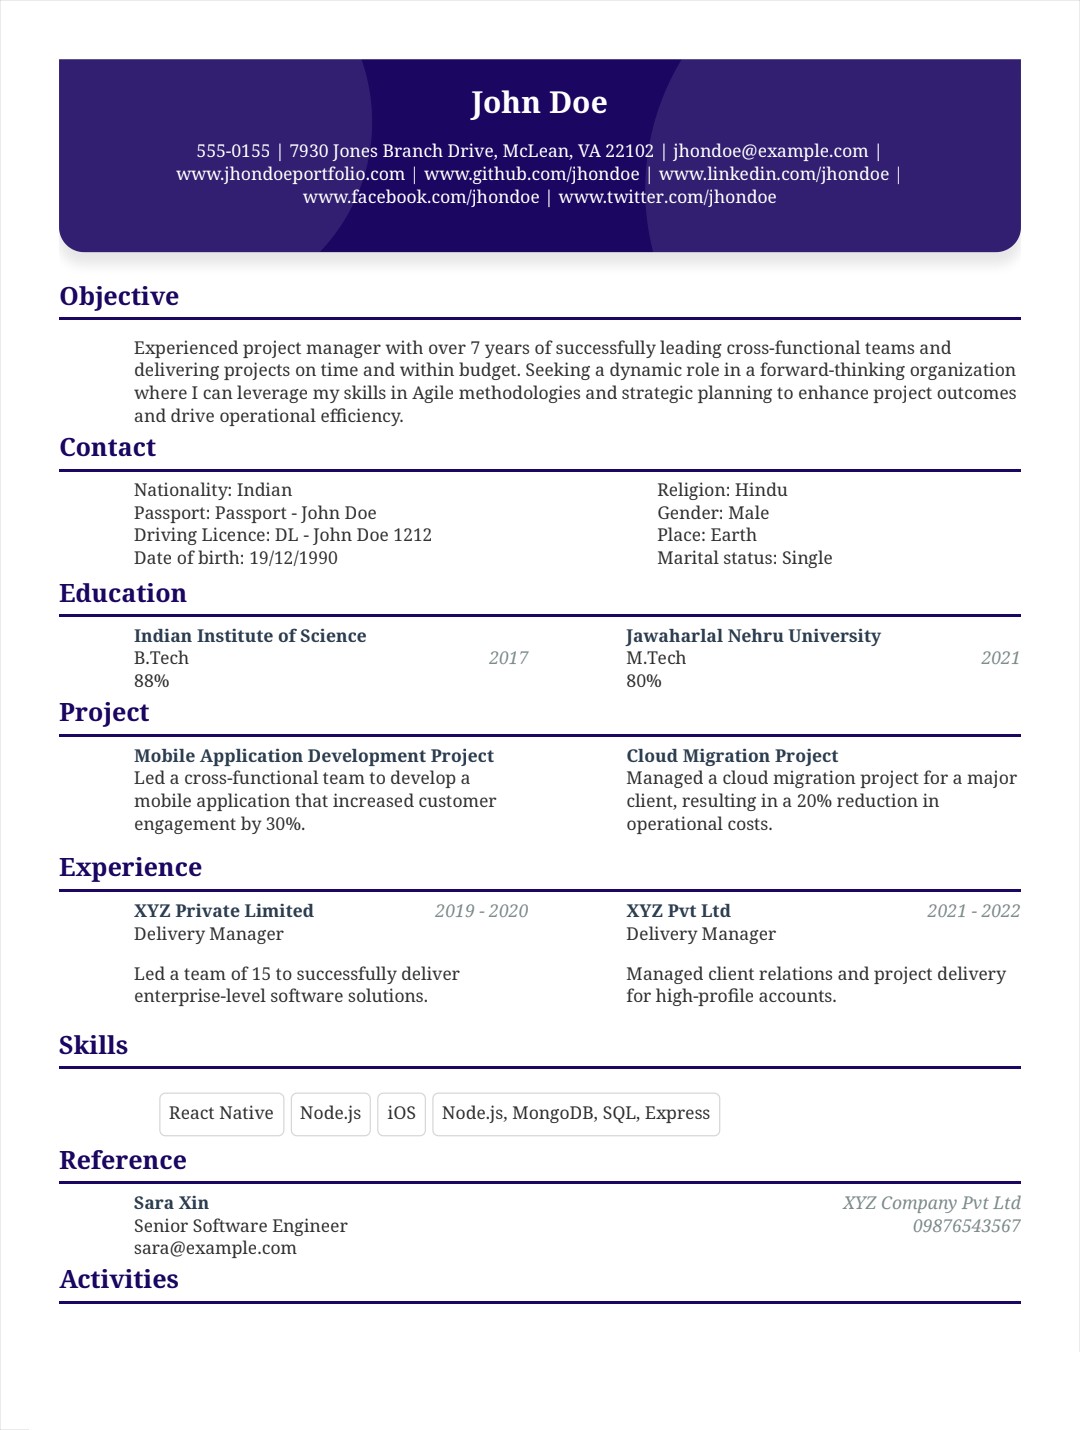 John Doe
555-0155 | 7930 Jones Branch Drive, McLean, VA 22102 | jhondoe@example.com |
www.jhondoeportfolio.com | www.github.com/jhondoe | www.linkedin.com/jhondoe |
www.facebook.com/jhondoe | www.twitter.com/jhondoe
Objective
Experienced project manager with over 7 years of successfully leading cross-functional teams and
delivering projects on time and within budget. Seeking a dynamic role in a forward-thinking organization
where I can leverage my skills in Agile methodologies and strategic planning to enhance project outcomes
and drive operational efficiency.
Contact
Nationality: Indian
Passport: Passport - John Doe
Driving Licence: DL - John Doe 1212
Date of birth: 19/12/1990
Religion: Hindu
Gender: Male
Place: Earth
Marital status: Single
Education
Indian Institute of Science
B.Tech 2017
88%
Jawaharlal Nehru University
M.Tech 2021
80%
Project
Mobile Application Development Project
Led a cross-functional team to develop a
mobile application that increased customer
engagement by 30%.
Cloud Migration Project
Managed a cloud migration project for a major
client, resulting in a 20% reduction in
operational costs.
Experience
XYZ Private Limited 2019 - 2020
Delivery Manager
Led a team of 15 to successfully deliver
enterprise-level software solutions.
XYZ Pvt Ltd 2021 - 2022
Delivery Manager
Managed client relations and project delivery
for high-profile accounts.
Skills
React Native Node.js iOS Node.js, MongoDB, SQL, Express
Reference
Sara Xin XYZ Company Pvt Ltd
Senior Software Engineer 09876543567
sara@example.com
Activities